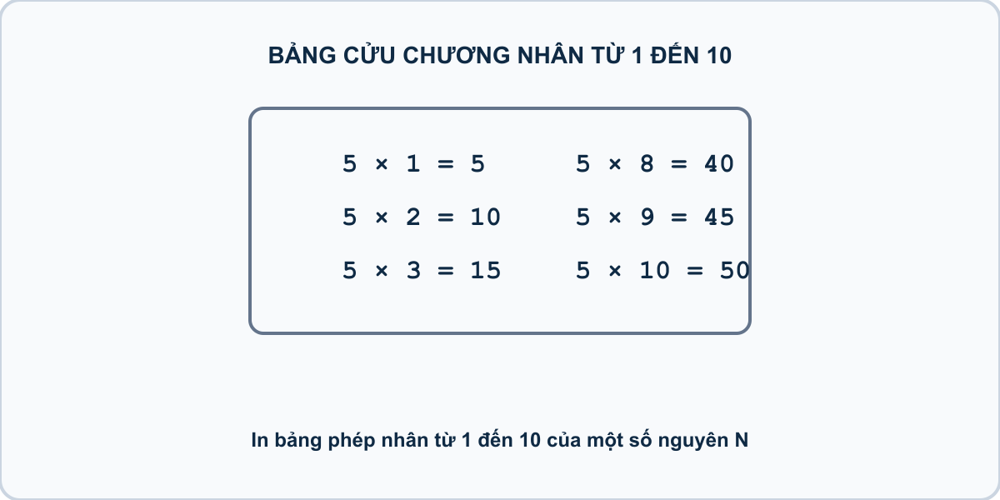 BẢNG CỬU CHƯƠNG NHÂN TỪ 1 ĐẾN 10
5 × 1 = 5
5 × 2 = 10
5 × 3 = 15
5 × 8 = 40
5 × 9 = 45
5 × 10 = 50
In bảng phép nhân từ 1 đến 10 của một số nguyên N